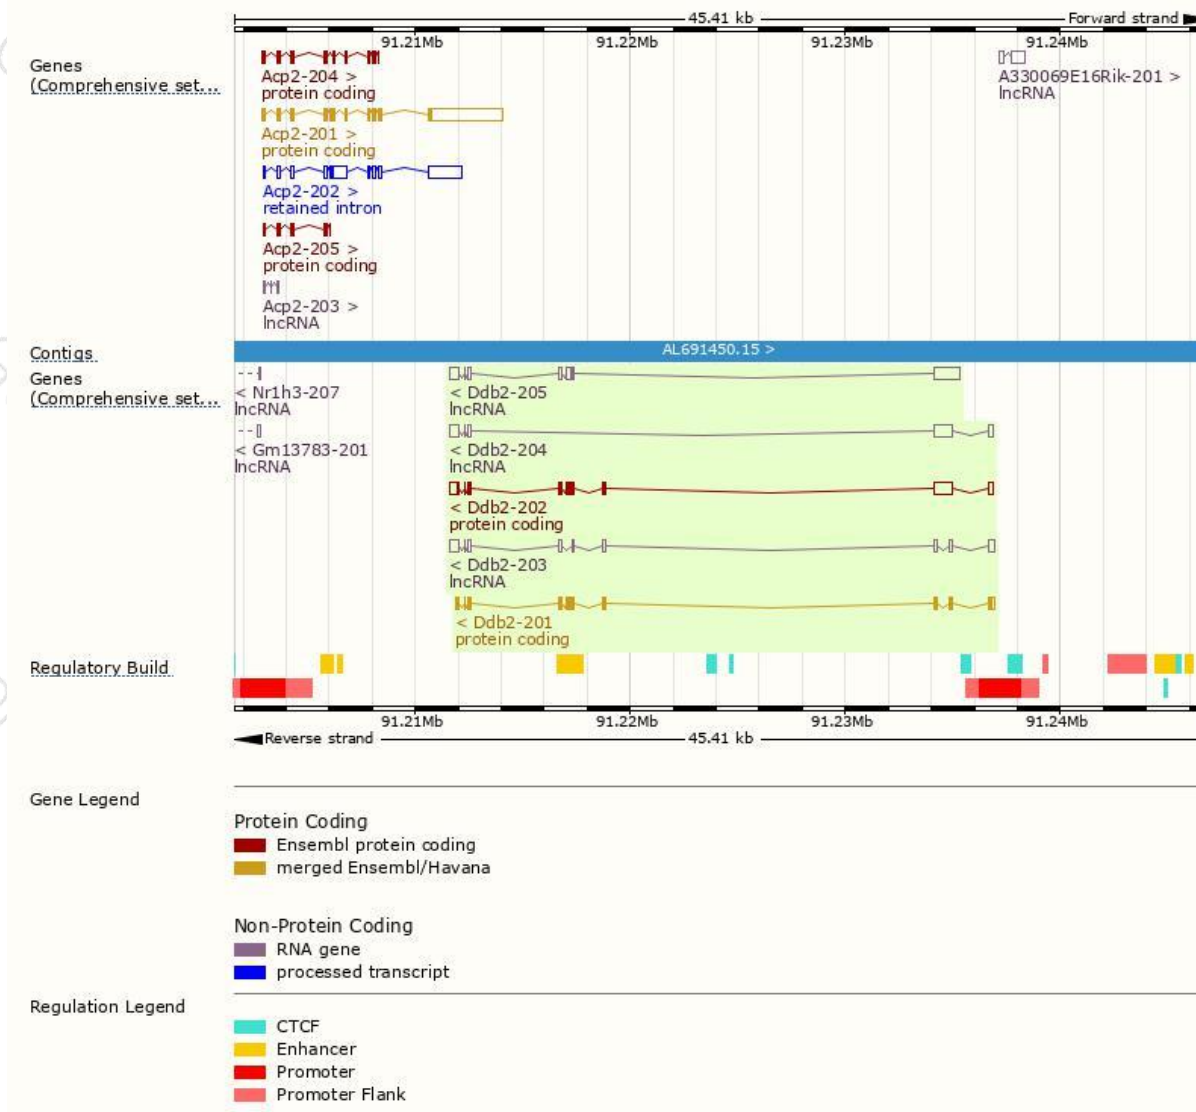 45.41 kb
Forward strand
91.21Mb 91.22Mb 91.23Mb 91.24Mb
Genes
(Comprehensive set...
Acp2-204 >
protein coding
A330069E16Rik-201 >
lncRNA
Acp2-201 >
protein coding
Acp2-202 >
retained intron
Acp2-205 >
protein coding
Acp2-203 >
lncRNA
Contigs
AL691450.15 >
Genes
(Comprehensive set...
< Nr1h3-207
lncRNA
< Ddb2-205
lncRNA
< Gm13783-201
lncRNA
< Ddb2-204
lncRNA
< Ddb2-202
protein coding
< Ddb2-203
lncRNA
< Ddb2-201
protein coding
Regulatory Build
91.21Mb 91.22Mb 91.23Mb 91.24Mb
Reverse strand
45.41 kb
Gene Legend
Protein Coding
Ensembl protein coding
merged Ensembl/Havana
Non-Protein Coding
RNA gene
processed transcript
Regulation Legend
CTCF
Enhancer
Promoter
Promoter Flank